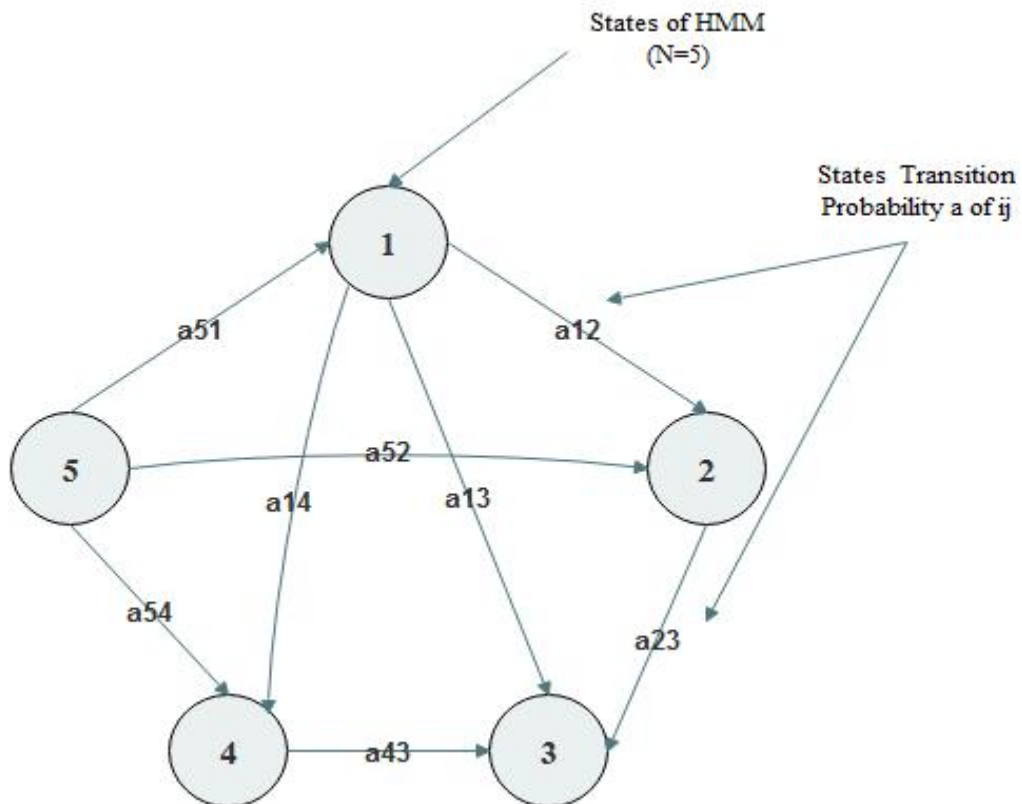 States of HMM
(N=5)
States Transition
Probability a of ij
1
a51
a12
5
a52
2
a14
a13
a54
a23
4
a43
3